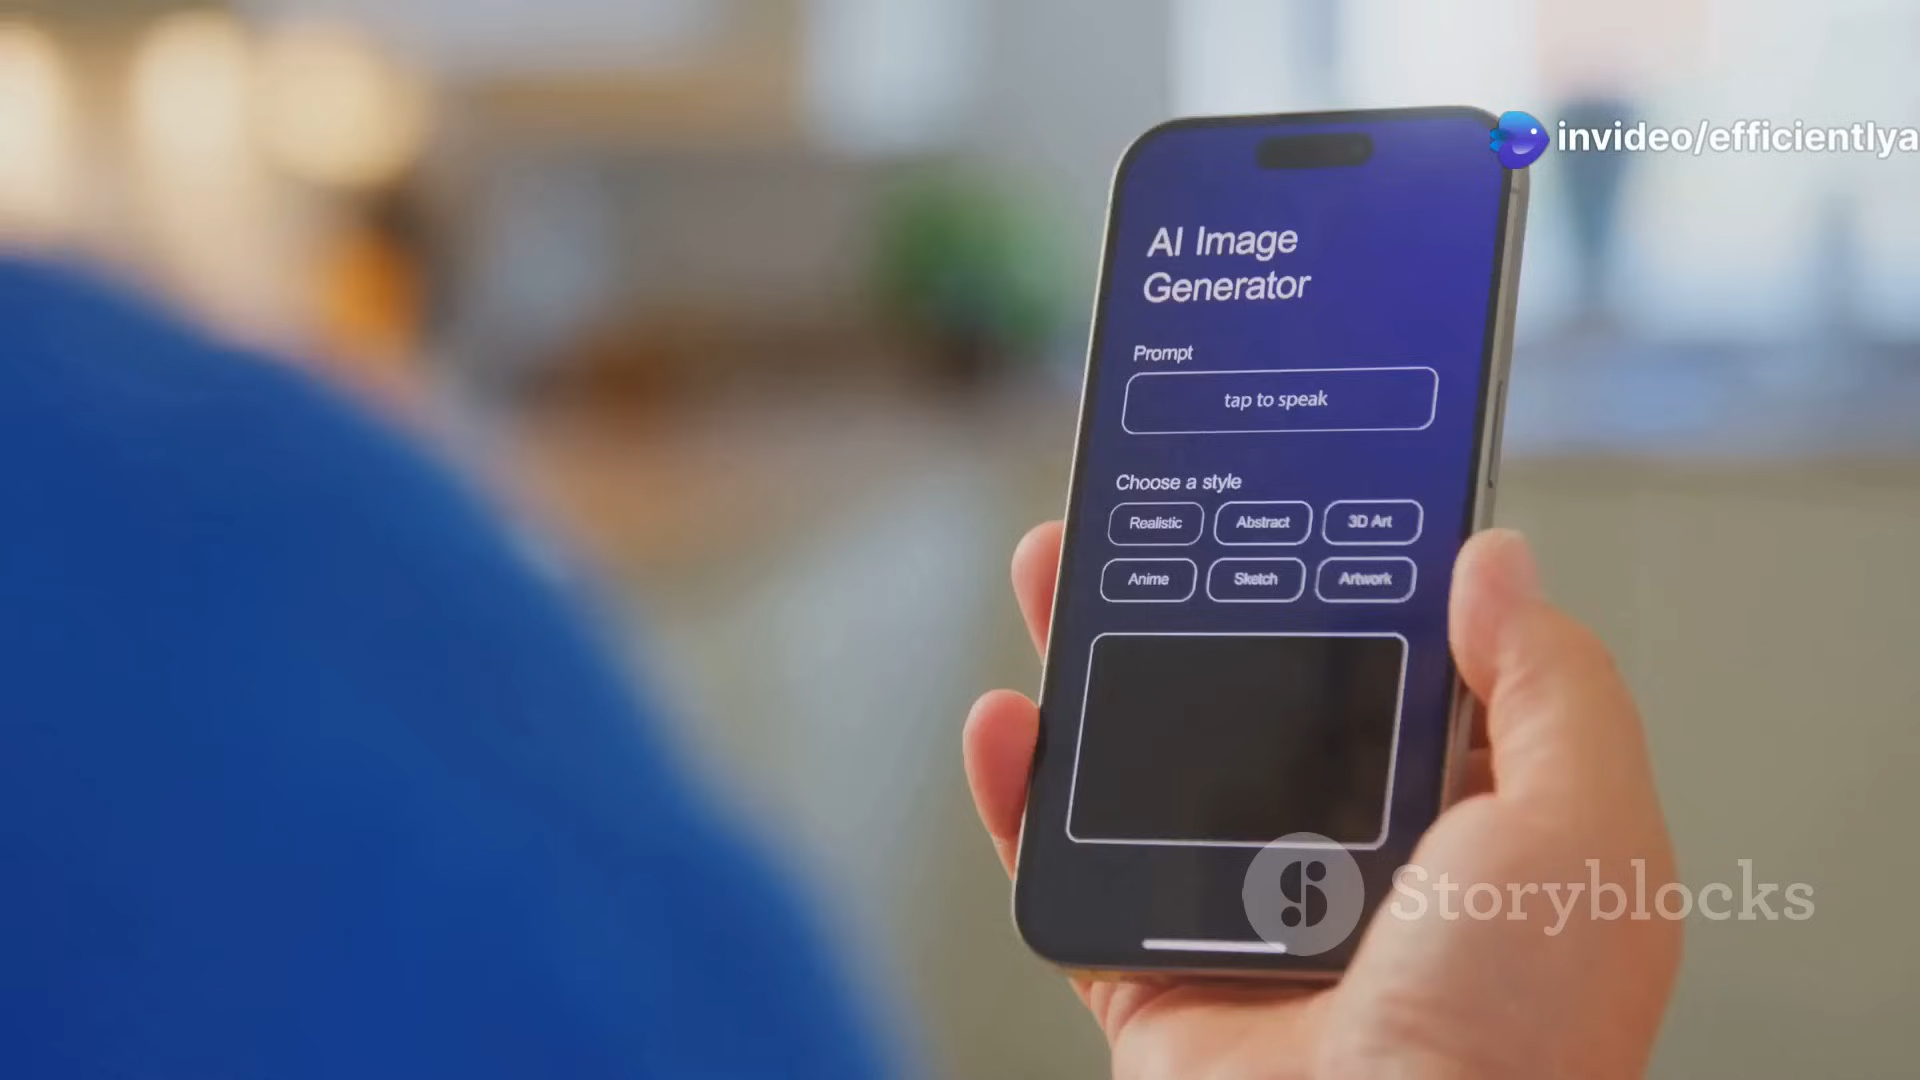 invideo/efficientlya
AI Image
Generator
Prompt
tap to speak
Choose a style
Realistic
Abstract
3D Art
Anime
Sketch
Artwork
Storyblocks